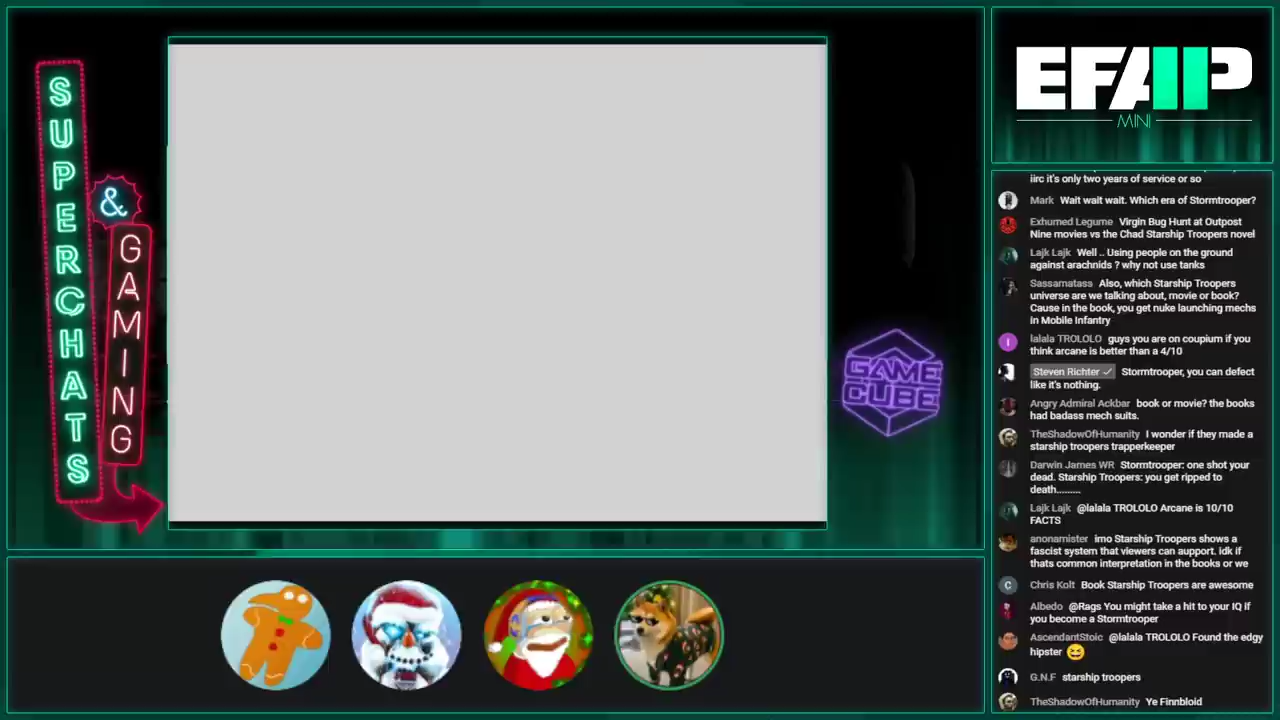 SUPERCHATS
&
GAMING
GAME
CUBE
EFAP
MINI
iirc it's only two years of service or so
Mark Wait wait wait. Which era of Stormtrooper?
Exhumed Legume Virgin Bug Hunt at Outpost
Nine movies vs the Chad Starship Troopers novel
Lajk Lajk Well .. Using people on the ground
against arachnids ? why not use tanks
Sassamatass Also, which Starship Troopers
universe are we talking about, movie or book?
Cause in the book, you get nuke launching mechs
in Mobile Infantry
lalala TROLOLO guys you are on coupium if you
think arcane is better than a 4/10
Steven Richter ✓ Stormtrooper, you can defect
like it's nothing.
Angry Admiral Ackbar book or movie? the books
had badass mech suits.
TheShadowOfHumanity I wonder if they made a
starship troopers trapperkeeper
Darwin James WR Stormtrooper: one shot your
dead. Starship Troopers: you get ripped to
death.........
Lajk Lajk @lalala TROLOLO Arcane is 10/10
FACTS
anonamister imo Starship Troopers shows a
fascist system that viewers can aupport. idk if
thats common interpretation in the books or we
C Chris Kolt Book Starship Troopers are awesome
Albedo @Rags You might take a hit to your IQ if
you become a Stormtrooper
AscendantStoic @lalala TROLOLO Found the edgy
hipster 😆
G.N.F starship troopers
TheShadowOfHumanity Ye Finnbloid